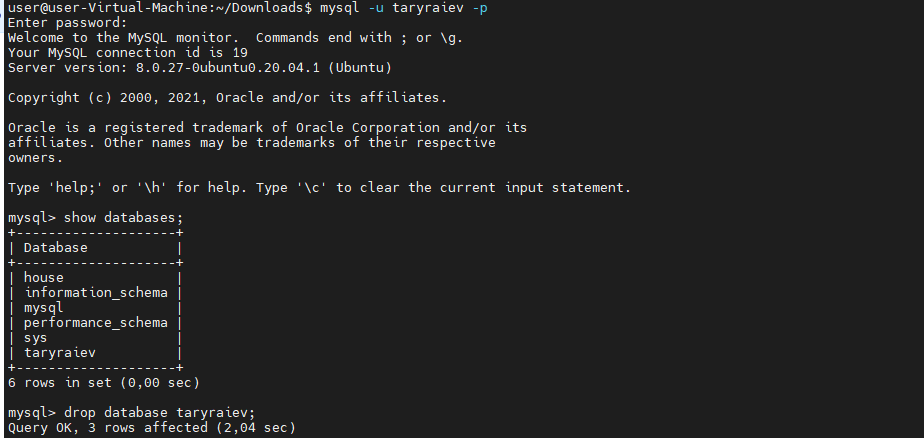 user@user-Virtual-Machine:~/Downloads$ mysql -u taryraiev -p
Enter password:
Welcome to the MySQL monitor.  Commands end with ; or \g.
Your MySQL connection id is 19
Server version: 8.0.27-0ubuntu0.20.04.1 (Ubuntu)

Copyright (c) 2000, 2021, Oracle and/or its affiliates.

Oracle is a registered trademark of Oracle Corporation and/or its
affiliates. Other names may be trademarks of their respective
owners.

Type 'help;' or '\h' for help. Type '\c' to clear the current input statement.

mysql> show databases;
+--------------------+
| Database           |
+--------------------+
| house              |
| information_schema |
| mysql              |
| performance_schema |
| sys                |
| taryraiev          |
+--------------------+
6 rows in set (0,00 sec)

mysql> drop database taryraiev;
Query OK, 3 rows affected (2,04 sec)